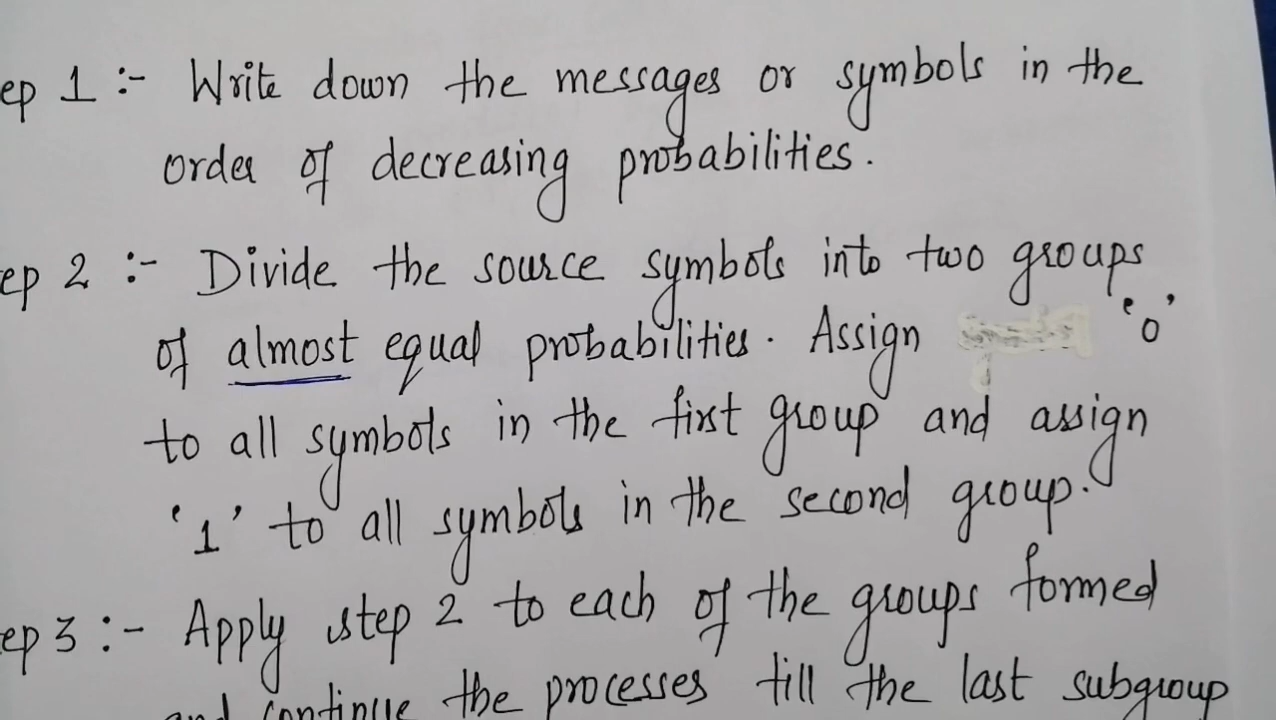 ep 1 :- Write down the messages or symbols in the
order of decreasing probabilities.
ep 2 :- Divide the source symbols into two groups
of almost equal probabilities. Assign '0'
to all symbols in the first group and assign
'1' to all symbols in the second group.
ep 3 :- Apply step 2 to each of the groups formed
and continue the processes till the last subgroup